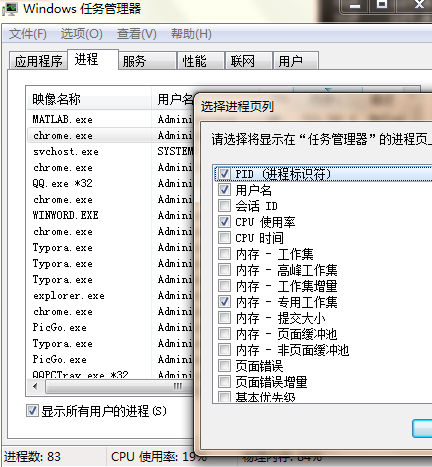 Windows 任务管理器
文件(F) 选项(O) 查看(V) 帮助(H)
应用程序 进程 服务 性能 联网 用户
映像名称 用户名
MATLAB.exe Admini
chrome.exe Admini
svchost.exe SYSTEM
chrome.exe Admini
QQ.exe *32 Admini
chrome.exe Admini
WINWORD.EXE Admini
chrome.exe Admini
Typora.exe Admini
Typora.exe Admini
Typora.exe Admini
explorer.exe Admini
chrome.exe Admini
PicGo.exe Admini
Typora.exe Admini
PicGo.exe Admini
QQPCTray.exe *32 Admini
显示所有用户的进程(S)
进程数: 83 CPU 使用率: 19% 物理内存: 84%
选择进程页列
请选择将显示在“任务管理器”的进程页
PID (进程标识符)
用户名
会话 ID
CPU 使用率
CPU 时间
内存 - 工作集
内存 - 高峰工作集
内存 - 工作集增量
内存 - 专用工作集
内存 - 提交大小
内存 - 页面缓冲池
内存 - 非页面缓冲池
页面错误
页面错误增量
基本优先级